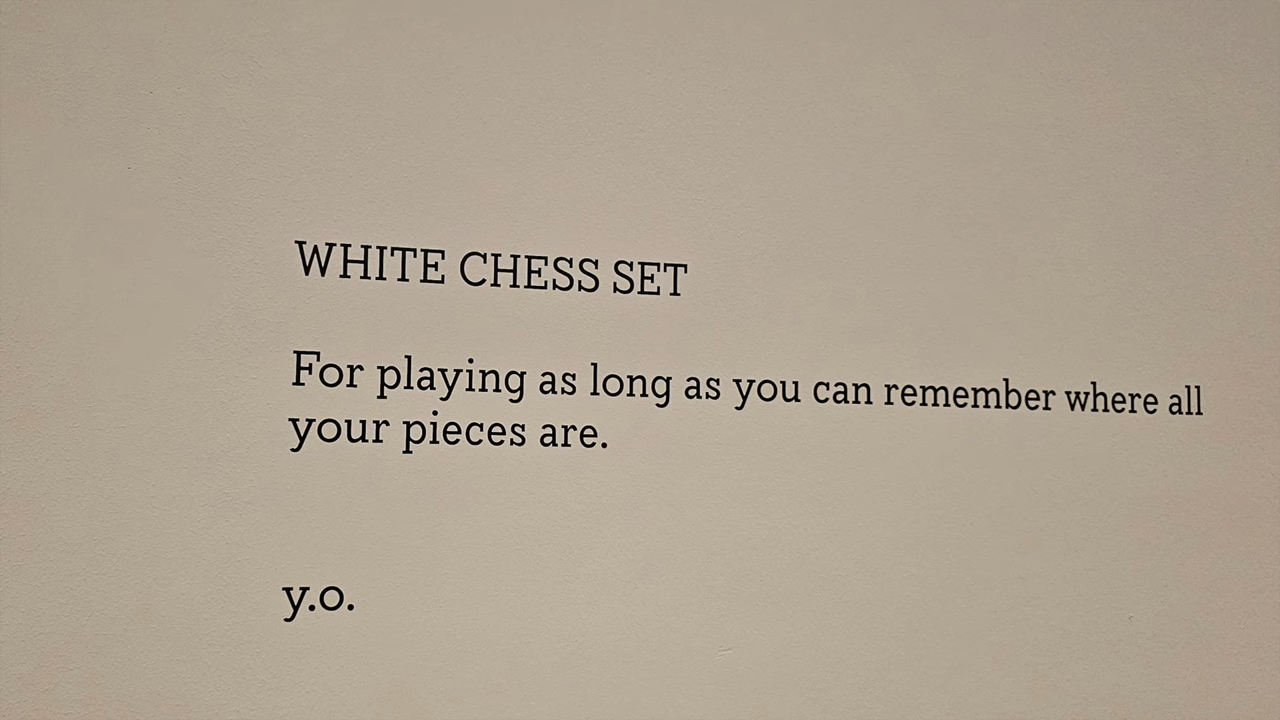 WHITE CHESS SET
For playing as long as you can remember where all
your pieces are.
y.o.